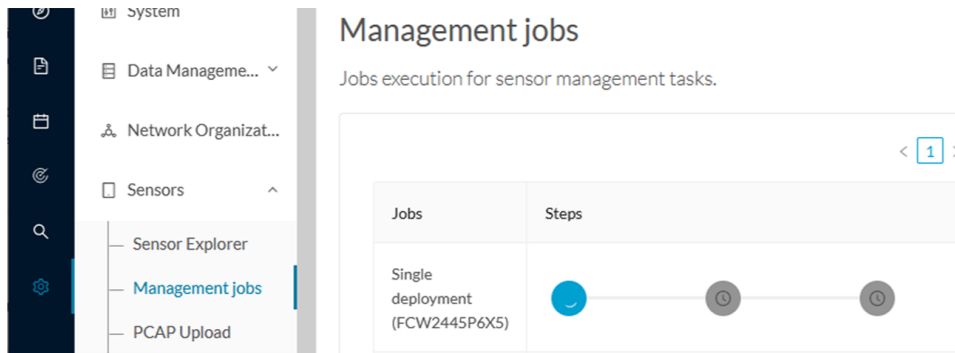 System
Data Manageme...
Network Organizat...
Sensors
Sensor Explorer
Management jobs
PCAP Upload
Management jobs
Jobs execution for sensor management tasks.
< 1
Jobs
Steps
Single
deployment
(FCW2445P6X5)